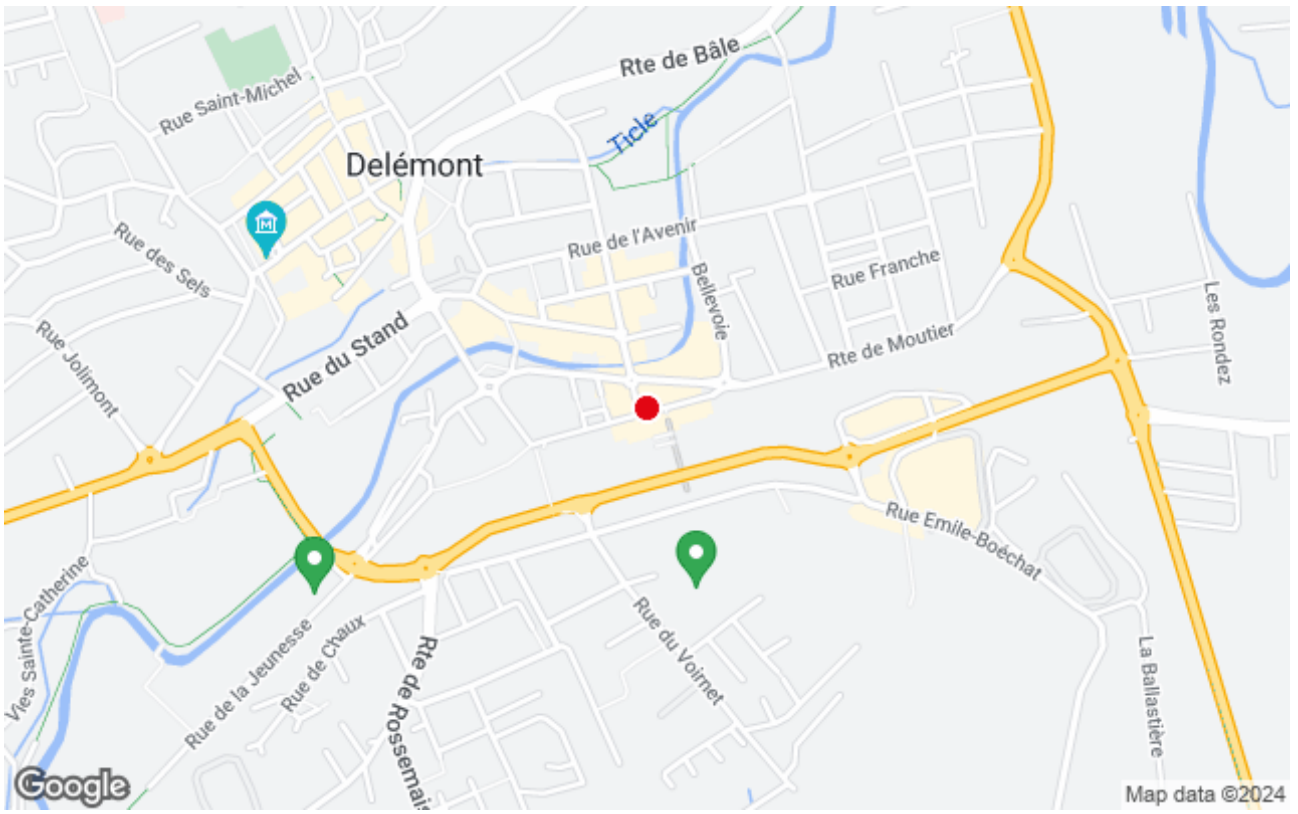 Rte de Bâle
Rue Saint-Michel
Ticle
Delémont
Rue de l'Avenir
Rue des Sels
Bellevoie
Rue Franche
Les Rondez
Rue du Stand
Rue Jolimont
Rte de Moutier
Rue Emile-Boéchat
Vies Sainte-Catherine
Rue de la Jeunesse
Rue de Chaux
Rte de Rossemais
Rue du Voirnet
La Ballastière
Google
Map data ©2024